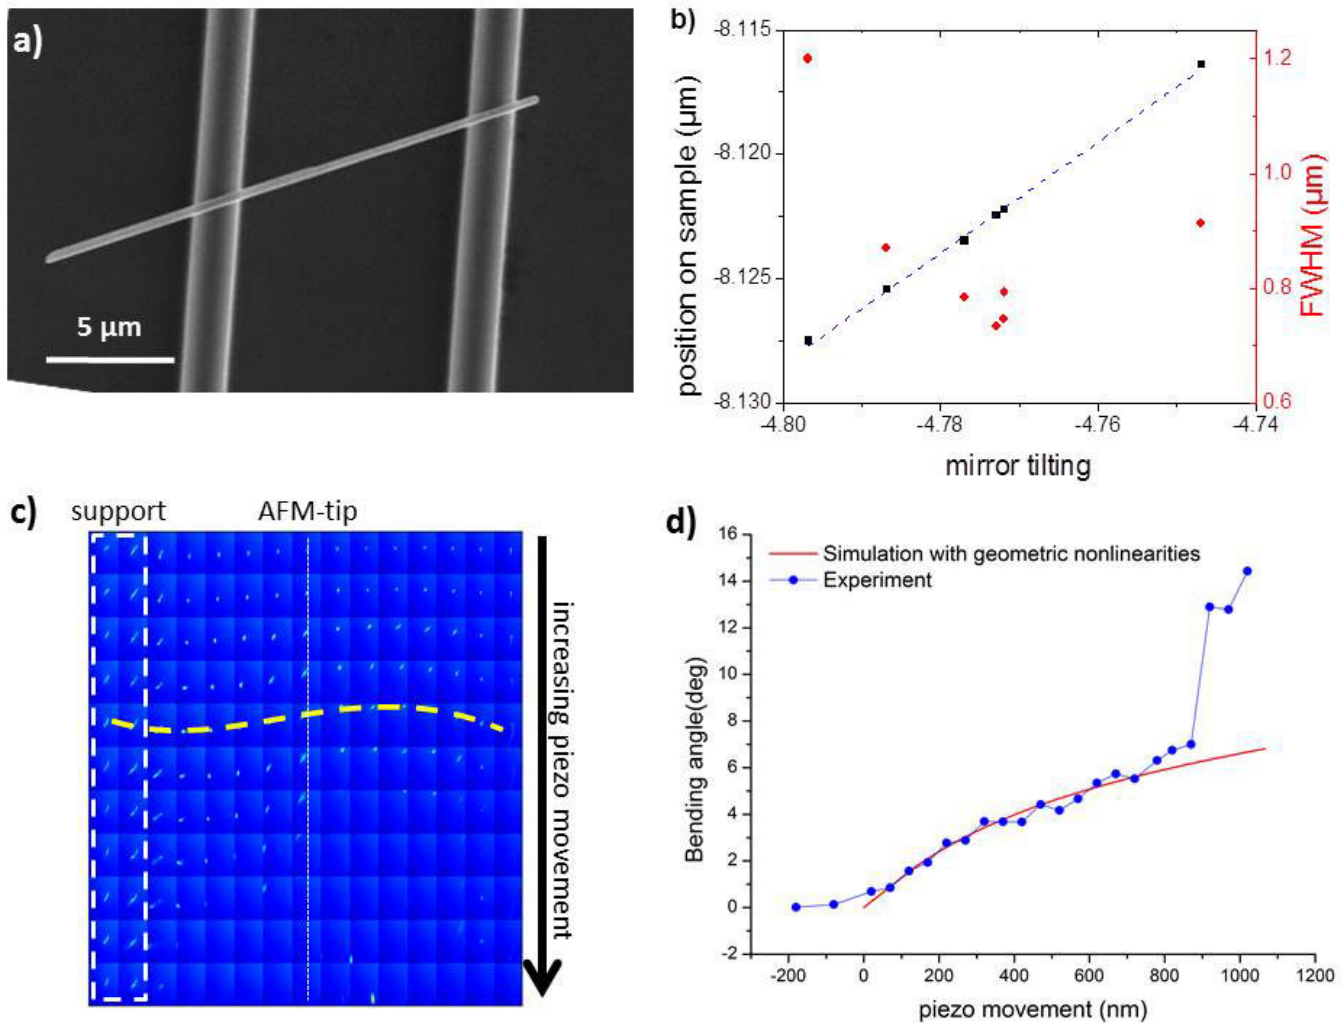 a)
5 µm
b)
-8.115
-8.120
-8.125
-8.130
position on sample (µm)
1.2
1.0
0.8
0.6
FWHM (µm)
-4.80
-4.78
-4.76
-4.74
mirror tilting
c)
support
AFM-tip
increasing piezo movement
d)
16
14
12
10
8
6
4
2
0
-2
Bending angle(deg)
Simulation with geometric nonlinearities
Experiment
-200
0
200
400
600
800
1000
1200
piezo movement (nm)